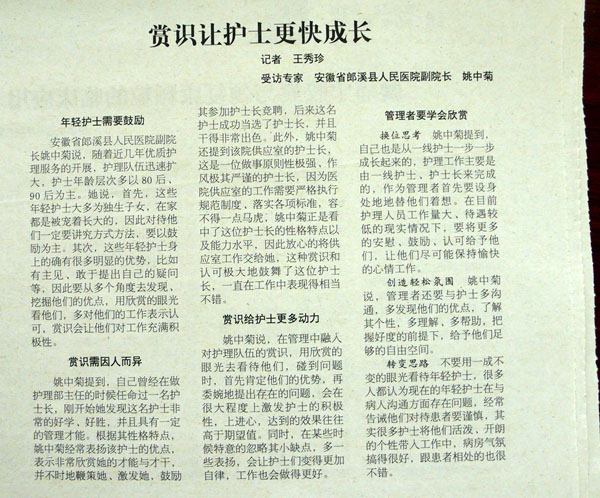 赏识让护士更快成长
记者　王秀珍
受访专家　安徽省郎溪县人民医院副院长　姚中菊
年轻护士需要鼓励
安徽省郎溪县人民医院副院
长姚中菊说，随着近几年优质护
理服务的开展，护理队伍迅速扩
大，护士年龄层次多以 80 后、
90 后为主。她说，首先，这些
年轻护士大多为独生子女，在家
都是被宠着长大的，因此对待他
们一定要讲究方式方法，要以鼓
励为主。其次，这些年轻护士身
上的确有很多明显的优势，比如
有主见，敢于提出自己的疑问
等，因此要从多个角度去发现、
挖掘他们的优点，用欣赏的眼光
看他们，多对他们的工作表示认
可，赏识会让他们对工作充满积
极性。
赏识需因人而异
姚中菊提到，自己曾经在做
护理部主任的时候任命过一名护
士长，刚开始她发现这名护士非
常的好学、好胜，并且具有一定
的管理才能。根据其性格特点，
姚中菊经常表扬该护士的优点，
表示非常欣赏她的才能与才干，
并不时地鞭策她、激发她，鼓励
其参加护士长竞聘，后来这名护
士成功当选了护士长，并且
干得非常出色。此外，姚中菊
还提到该院供应室的护士长，
这是一位做事原则性极强，作
风极其严谨的护士长，因为医
院供应室的工作需要严格执行
规范制度，落实各项标准，容
不得一点马虎，姚中菊正是看
中了这位护士长的性格特点以
及能力水平，因此放心的将供
应室工作交给她，这种赏识和
认可极大地鼓舞了这位护士
长，一直在工作中表现得相当
不错。
赏识给护士更多动力
姚中菊说，在管理中融入
对护理队伍的赏识，用欣赏的
眼光去看待他们，碰到问题
时，首先肯定他们的优势，再
委婉地提出存在的问题，会在
很大程度上激发护士的积极
性，上进心，达到的效果往往
高于期望值。同时，在某些时
候特意的忽略其小缺点，多一
些表扬，会让护士们变得更加
自律，工作也会做得更好。
管理者要学会欣赏
换位思考　姚中菊提到，
自己也是从一线护士一步一步
成长起来的，护理工作主要是
由一线护士，护士长来完成
的，作为管理者首先要设身
处地地替他们着想。在目前
护理人员工作量大，待遇较
低的现实情况下，要将更多
的安慰、鼓励，认可给予他
们，让他们尽可能保持愉快
的心情工作。
创造轻松氛围　姚中菊
说，管理者还要与护士多沟
通，多发现他们的优点，了解
其个性，多理解、多帮助，把
握好度的前提下，给予他们足
够的自由空间。
转变思路　不要用一成不
变的眼光看待年轻护士，很多
人都认为现在的年轻护士在与
病人沟通方面存在问题，经常
告诫他们对待患者要谨慎，其
实很多护士将他们活泼，开朗
的个性带入工作中，病房气氛
搞得很好，跟患者相处的也很
不错。